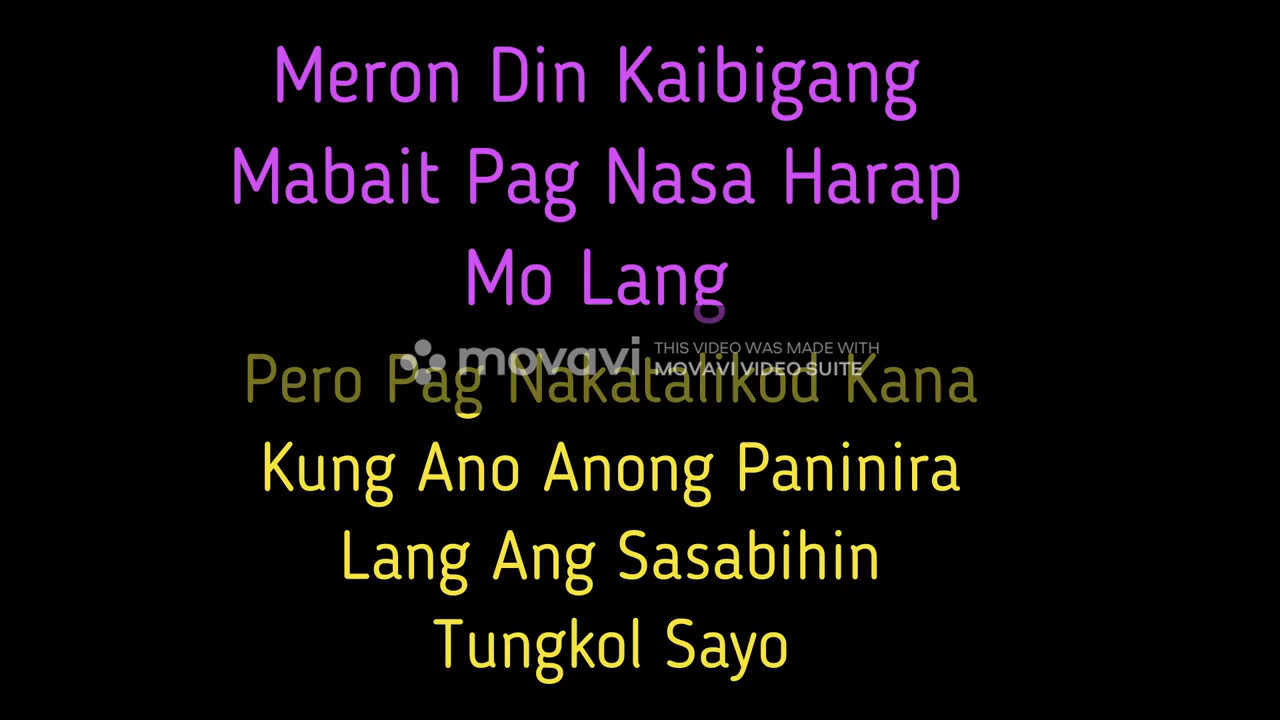 Meron Din Kaibigang
Mabait Pag Nasa Harap
Mo Lang
movavi
THIS VIDEO WAS MADE WITH
MOVAVI VIDEO SUITE
Pero Pag Nakatalikod Kana
Kung Ano Anong Paninira
Lang Ang Sasabihin
Tungkol Sayo